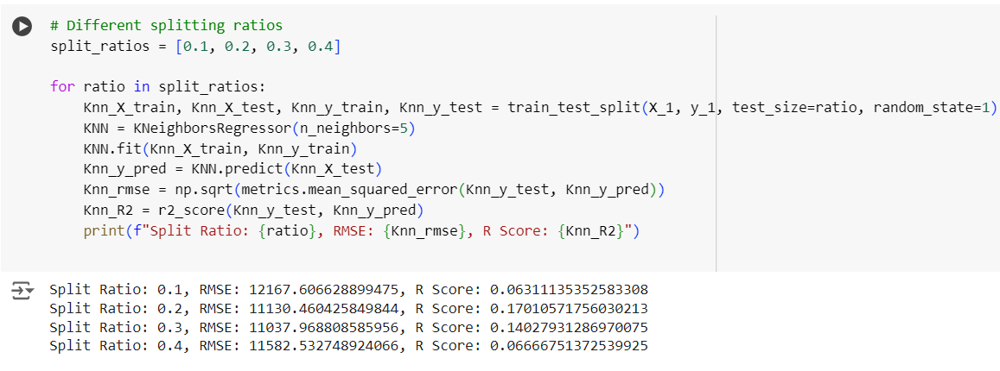 # Different splitting ratios
split_ratios = [0.1, 0.2, 0.3, 0.4]
for ratio in split_ratios:
Knn_X_train, Knn_X_test, Knn_y_train, Knn_y_test = train_test_split(X_1, y_1, test_size=ratio, random_state=1)
KNN = KNeighborsRegressor(n_neighbors=5)
KNN.fit(Knn_X_train, Knn_y_train)
Knn_y_pred = KNN.predict(Knn_X_test)
Knn_rmse = np.sqrt(metrics.mean_squared_error(Knn_y_test, Knn_y_pred))
Knn_R2 = r2_score(Knn_y_test, Knn_y_pred)
print(f"Split Ratio: {ratio}, RMSE: {Knn_rmse}, R Score: {Knn_R2}")
Split Ratio: 0.1, RMSE: 12167.606628899475, R Score: 0.06311135352583308
Split Ratio: 0.2, RMSE: 11130.460425849844, R Score: 0.17010571756030213
Split Ratio: 0.3, RMSE: 11037.968808585956, R Score: 0.14027931286970075
Split Ratio: 0.4, RMSE: 11582.532748924066, R Score: 0.06666751372539925